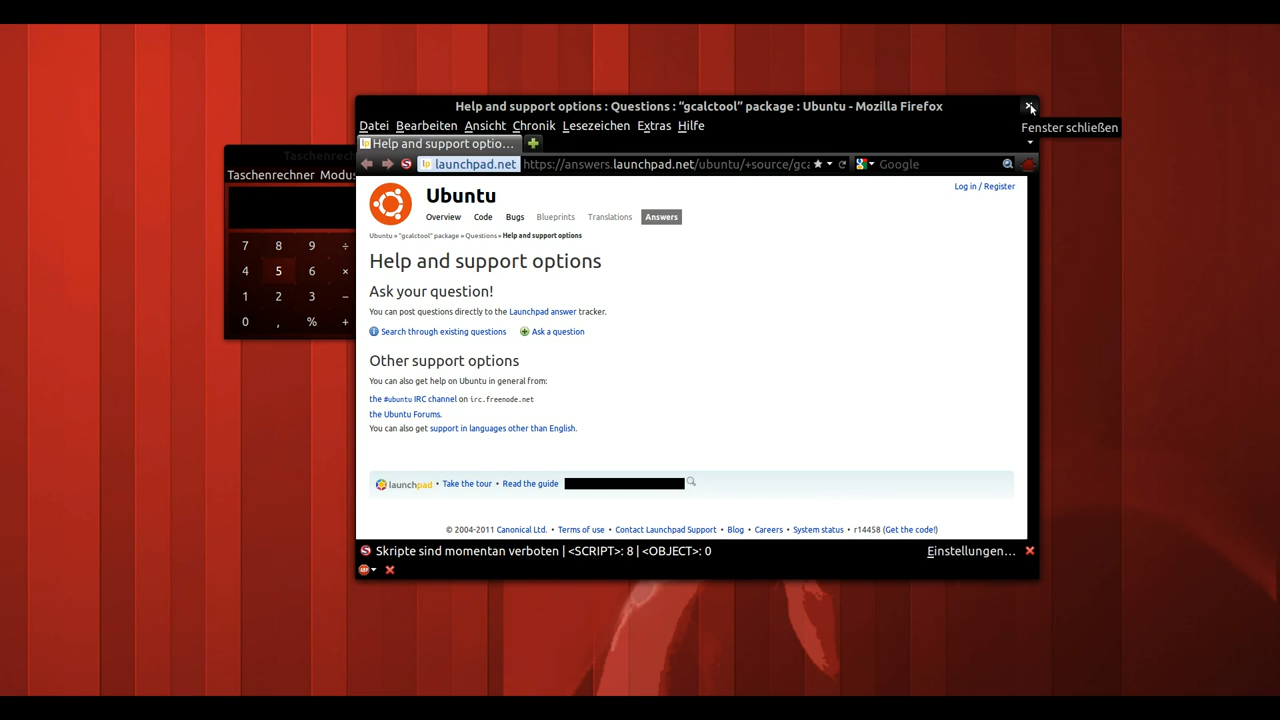 Help and support options : Questions : “gcalctool” package : Ubuntu - Mozilla Firefox
Datei Bearbeiten Ansicht Chronik Lesezeichen Extras Hilfe
Fenster schließen
Help and support optio...
launchpad.net https://answers.launchpad.net/ubuntu/+source/gca Google
Taschenrechner Modus
7 8 9 ÷
4 5 6 ×
1 2 3 −
0 , % +
Log in / Register
Ubuntu
Overview Code Bugs Blueprints Translations Answers
Ubuntu » "gcalctool" package » Questions » Help and support options
Help and support options
Ask your question!
You can post questions directly to the Launchpad answer tracker.
Search through existing questions Ask a question
Other support options
You can also get help on Ubuntu in general from:
the #ubuntu IRC channel on irc.freenode.net
the Ubuntu Forums.
You can also get support in languages other than English.
launchpad • Take the tour • Read the guide
© 2004-2011 Canonical Ltd. • Terms of use • Contact Launchpad Support • Blog • Careers • System status • r14458 (Get the code!)
Skripte sind momentan verboten | <SCRIPT>: 8 | <OBJECT>: 0 Einstellungen...
ABP